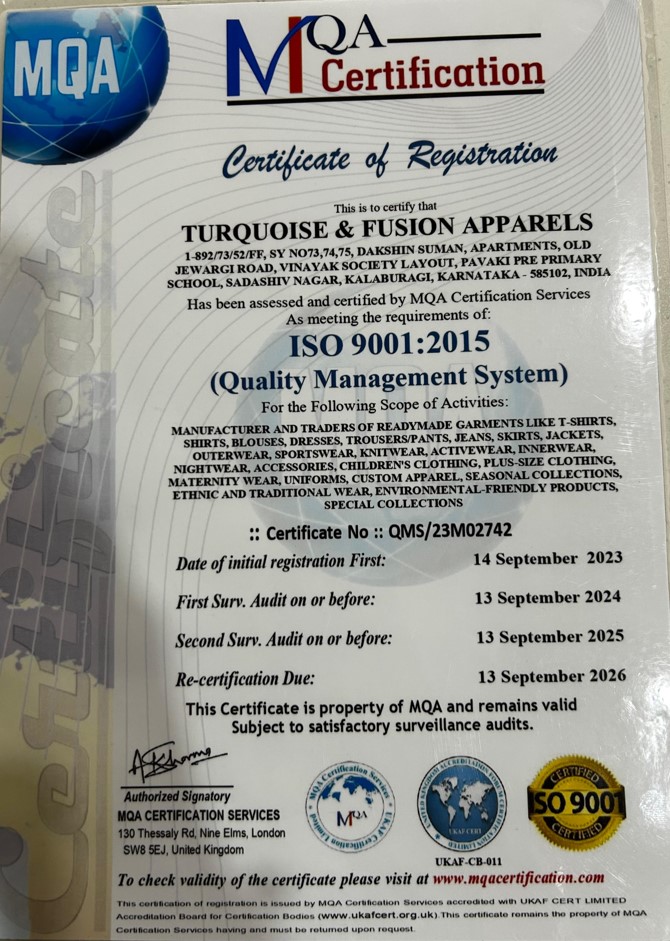 MQA
MQA
Certification
Certificate of Registration
This is to certify that
TURQUOISE & FUSION APPARELS
1-892/73/52/FF, SY NO73,74,75, DAKSHIN SUMAN, APARTMENTS, OLD
JEWARGI ROAD, VINAYAK SOCIETY LAYOUT, PAVAKI PRE PRIMARY
SCHOOL, SADASHIV NAGAR, KALABURAGI, KARNATAKA - 585102, INDIA
Has been assessed and certified by MQA Certification Services
As meeting the requirements of:
ISO 9001:2015
(Quality Management System)
For the Following Scope of Activities:
MANUFACTURER AND TRADERS OF READYMADE GARMENTS LIKE T-SHIRTS,
SHIRTS, BLOUSES, DRESSES, TROUSERS/PANTS, JEANS, SKIRTS, JACKETS,
OUTERWEAR, SPORTSWEAR, KNITWEAR, ACTIVEWEAR, INNERWEAR,
NIGHTWEAR, ACCESSORIES, CHILDREN'S CLOTHING, PLUS-SIZE CLOTHING,
MATERNITY WEAR, UNIFORMS, CUSTOM APPAREL, SEASONAL COLLECTIONS,
ETHNIC AND TRADITIONAL WEAR, ENVIRONMENTAL-FRIENDLY PRODUCTS,
SPECIAL COLLECTIONS
:: Certificate No :: QMS/23M02742
Date of initial registration First: 14 September 2023
First Surv. Audit on or before: 13 September 2024
Second Surv. Audit on or before: 13 September 2025
Re-certification Due: 13 September 2026
This Certificate is property of MQA and remains valid
Subject to satisfactory surveillance audits.
Authorized Signatory
MQA CERTIFICATION SERVICES
130 Thessaly Rd, Nine Elms, London
SW8 5EJ, United Kingdom
MQA Certification Services
MQA
UKAF Certification Limited
UKAF CERT
UKAF-CB-011
CERTIFIED
ISO 9001
CERTIFIED
To check validity of the certificate please visit at www.mqacertification.com
This certification of registration is issued by MQA Certification Services accredited with UKAF CERT LIMITED
Accreditation Board for Certification Bodies (www.ukafcert.org.uk).This certificate remains the property of MQA
Certification Services having and must be returned upon request.
Certificate